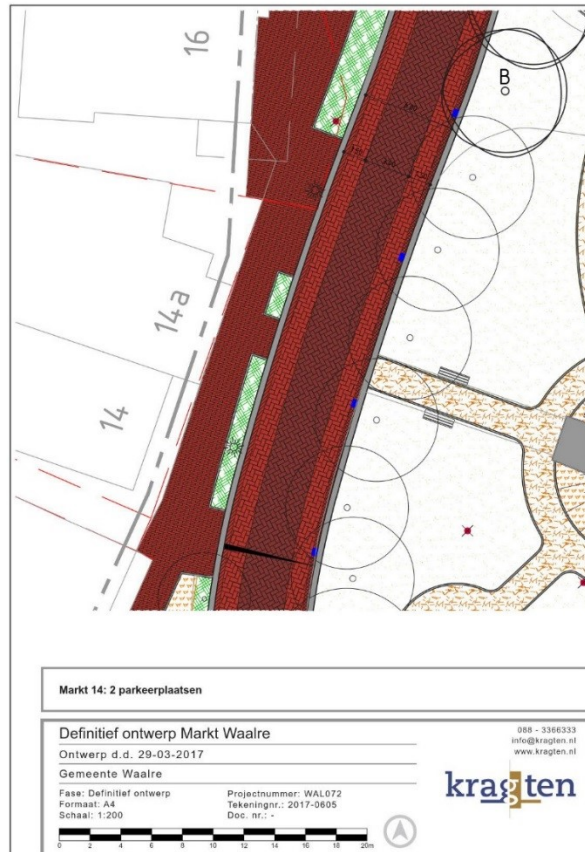 16
B
14a
14
Markt 14: 2 parkeerplaatsen
Definitief ontwerp Markt Waalre
Ontwerp d.d. 29-03-2017
Gemeente Waalre
Fase: Definitief ontwerp
Formaat: A4
Schaal: 1:200
Projectnummer: WAL072
Tekeningnr.: 2017-0605
Doc. nr.: -
0 2 4 6 8 10 12 14 16 18 20m
088 - 3366333
info@kragten.nl
www.kragten.nl
kragten